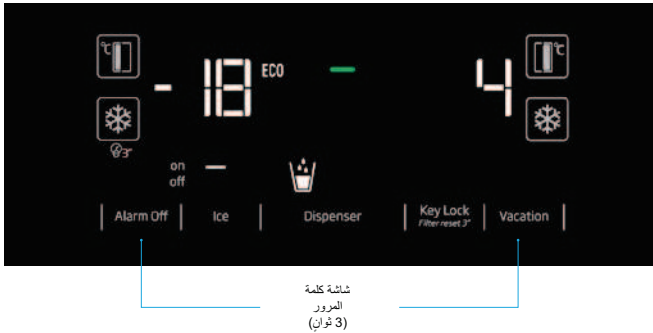 °C
-18 ECO
4 °C
3"
on
off
Alarm Off
Ice
Dispenser
Key Lock
Filter reset 3"
Vacation
شاشة كلمة
المرور
(3 ثوانٍ)